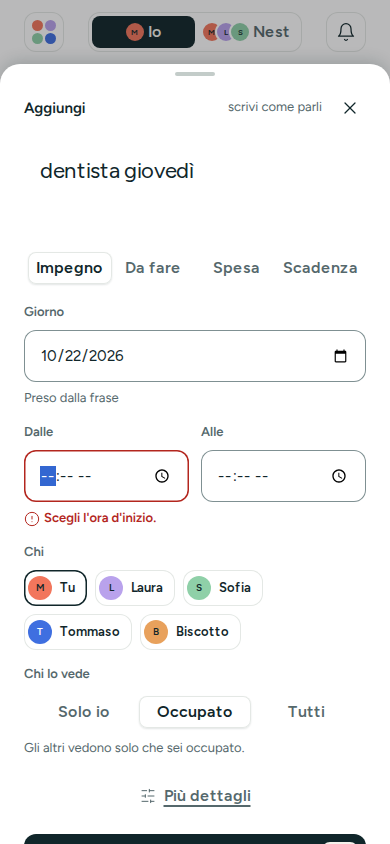 M Io M L S Nest
Aggiungi scrivi come parli
dentista giovedì
Impegno Da fare Spesa Scadenza
Giorno
10/22/2026
Preso dalla frase
Dalle Alle
--:-- -- --:-- --
Scegli l'ora d'inizio.
Chi
M Tu L Laura S Sofia
T Tommaso B Biscotto
Chi lo vede
Solo io Occupato Tutti
Gli altri vedono solo che sei occupato.
Più dettagli